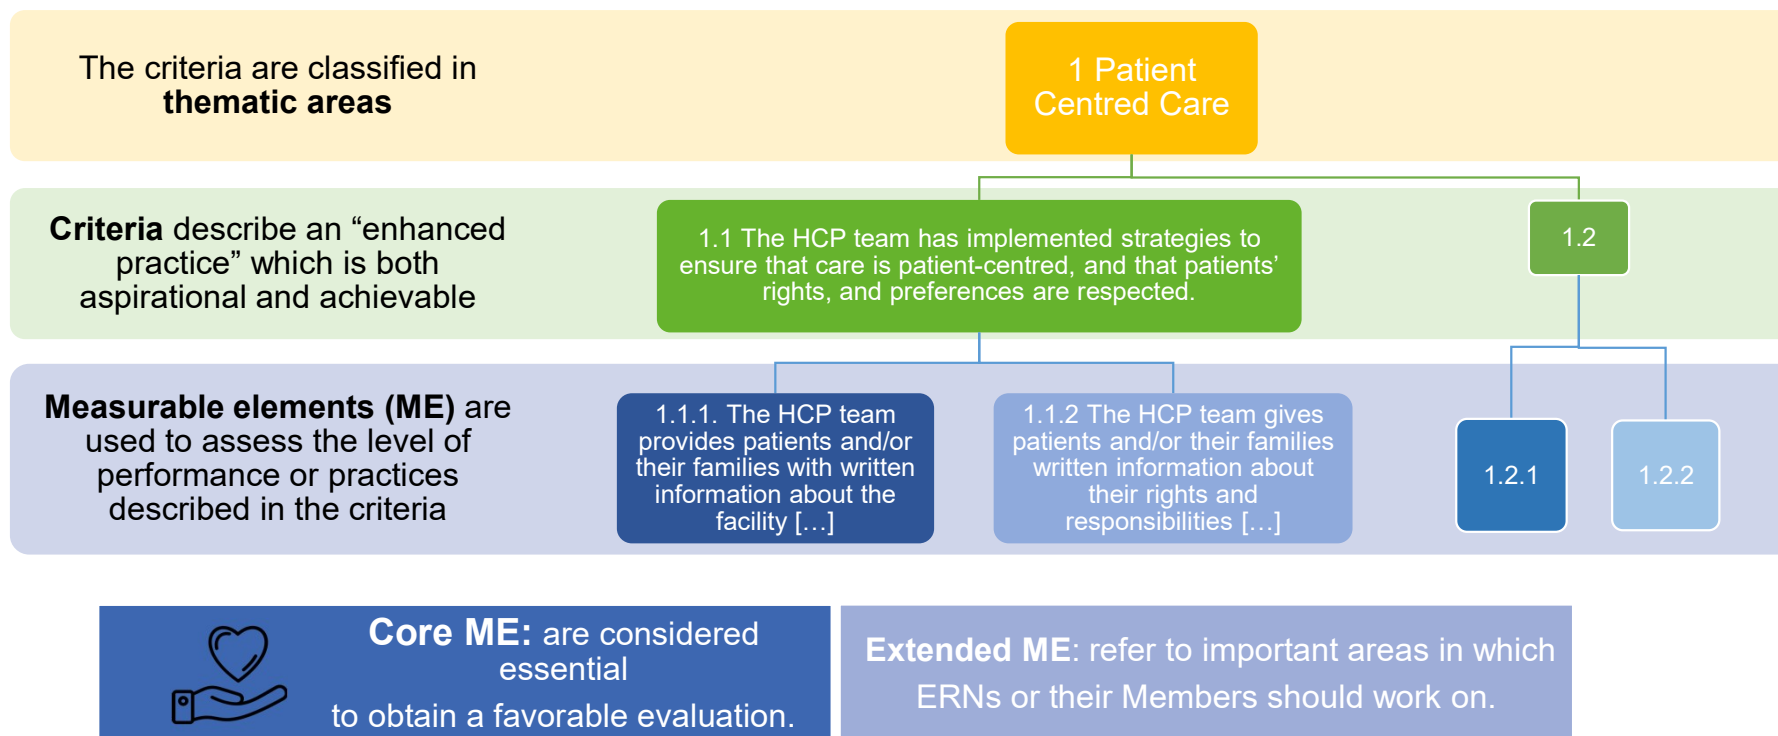 The criteria are classified in
thematic areas
1 Patient
Centred Care
Criteria describe an “enhanced
practice” which is both
aspirational and achievable
1.1 The HCP team has implemented strategies to
ensure that care is patient-centred, and that patients’
rights, and preferences are respected.
1.2
Measurable elements (ME) are
used to assess the level of
performance or practices
described in the criteria
1.1.1. The HCP team
provides patients and/or
their families with written
information about the
facility […]
1.1.2 The HCP team gives
patients and/or their families
written information about
their rights and
responsibilities […]
1.2.1
1.2.2
Core ME: are considered
essential
to obtain a favorable evaluation.
Extended ME: refer to important areas in which
ERNs or their Members should work on.